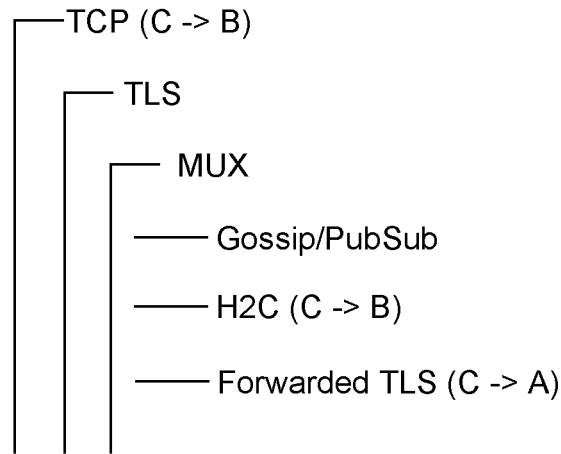 TCP (C -> B)
TLS
MUX
Gossip/PubSub
H2C (C -> B)
Forwarded TLS (C -> A)